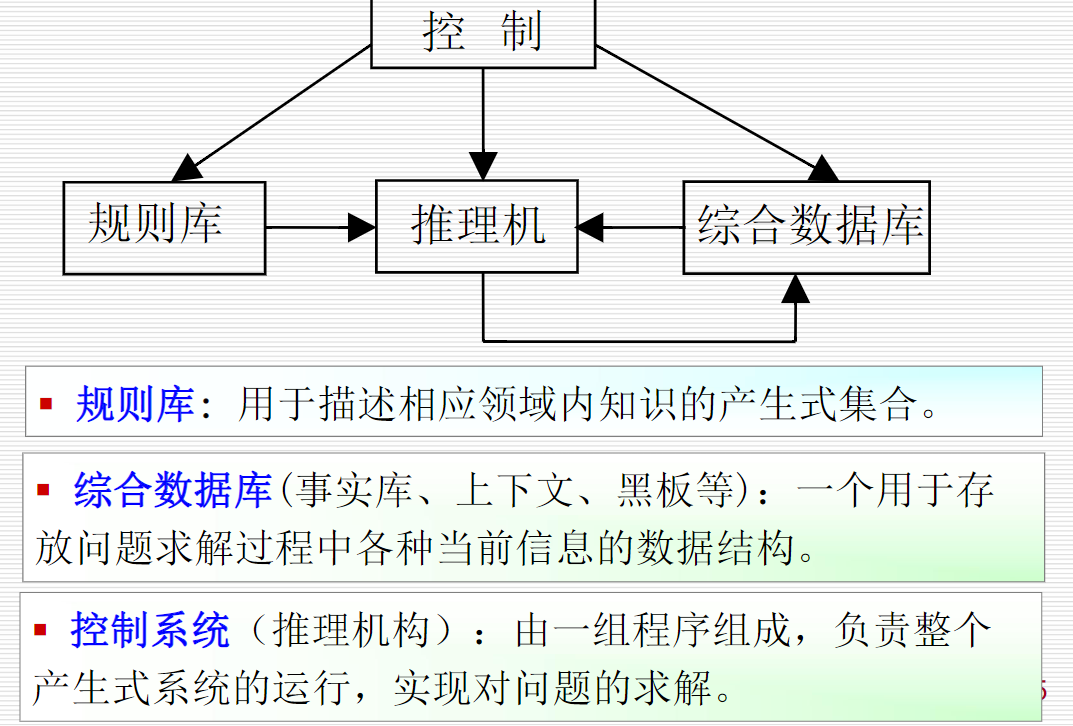 控 制
规则库
推理机
综合数据库
▪ 规则库: 用于描述相应领域内知识的产生式集合。
▪ 综合数据库(事实库、上下文、黑板等): 一个用于存
放问题求解过程中各种当前信息的数据结构。
▪ 控制系统（推理机构）: 由一组程序组成，负责整个
产生式系统的运行，实现对问题的求解。
5